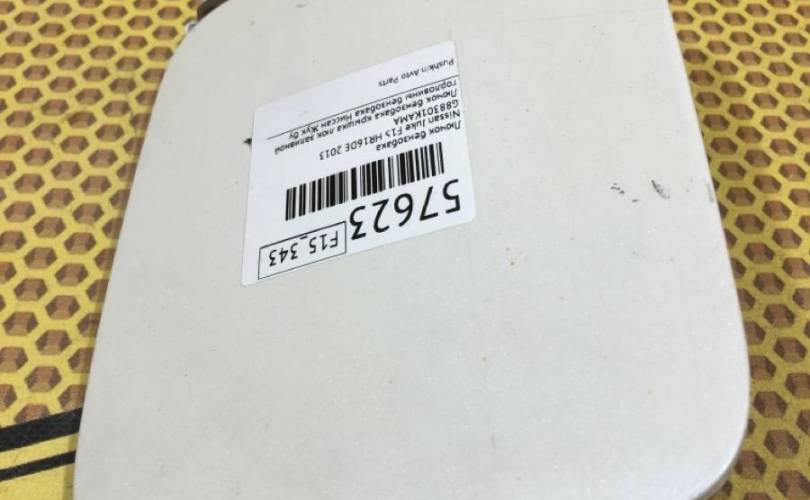 57623
F15_343
Лючок бензобака
Nissan Juke F15 HR16DE 2013
G88301KAMA
Лючок бензобака крышка люк заливной
горловины бензобака Ниссан Жук бу
Pushkin Avto Parts